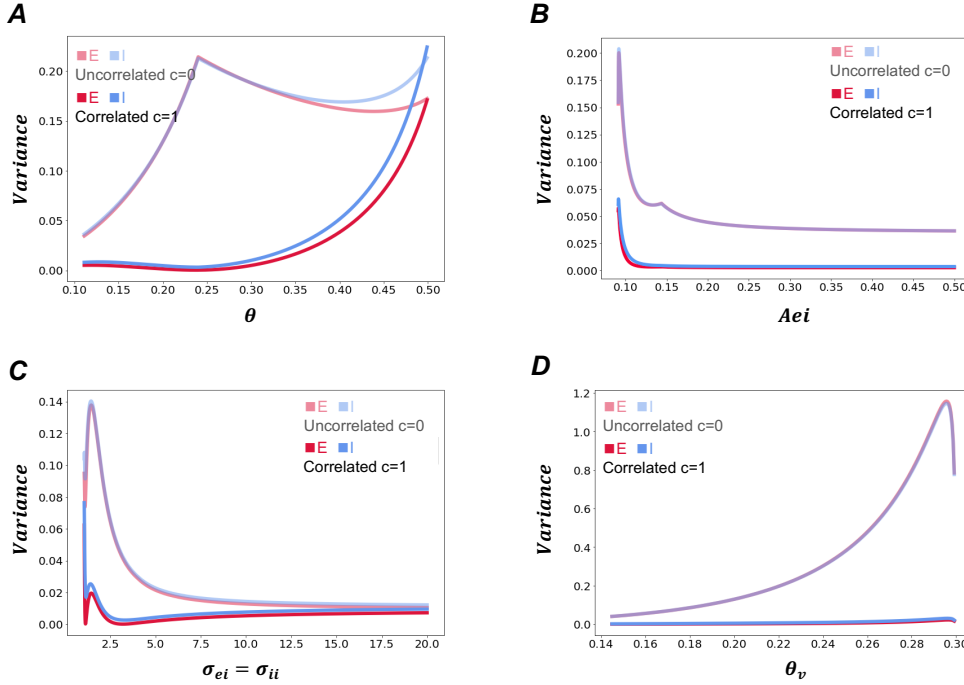 A
E I
Uncorrelated c=0
E I
Correlated c=1
Variance
0.20
0.15
0.10
0.05
0.00
0.10 0.15 0.20 0.25 0.30 0.35 0.40 0.45 0.50
θ
B
E I
Uncorrelated c=0
E I
Correlated c=1
Variance
0.200
0.175
0.150
0.125
0.100
0.075
0.050
0.025
0.000
0.10 0.15 0.20 0.25 0.30 0.35 0.40 0.45 0.50
Aei
C
E I
Uncorrelated c=0
E I
Correlated c=1
Variance
0.14
0.12
0.10
0.08
0.06
0.04
0.02
0.00
2.5 5.0 7.5 10.0 12.5 15.0 17.5 20.0
σei = σii
D
E I
Uncorrelated c=0
E I
Correlated c=1
Variance
1.2
1.0
0.8
0.6
0.4
0.2
0.0
0.14 0.16 0.18 0.20 0.22 0.24 0.26 0.28 0.30
θv